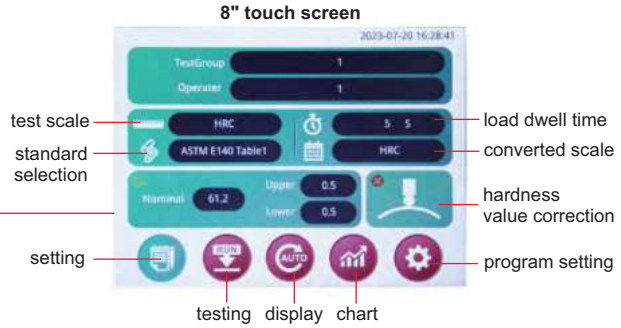 8" touch screen
2023-07-20 16:28:41
TestGroup 1
Operater 1
test scale
HRC
5 S
load dwell time
standard
selection
ASTM E140 Table1
HRC
converted scale
Nominal 61.2
Upper 0.5
Lower 0.5
hardness
value correction
setting
RUN
AUTO
program setting
testing display chart